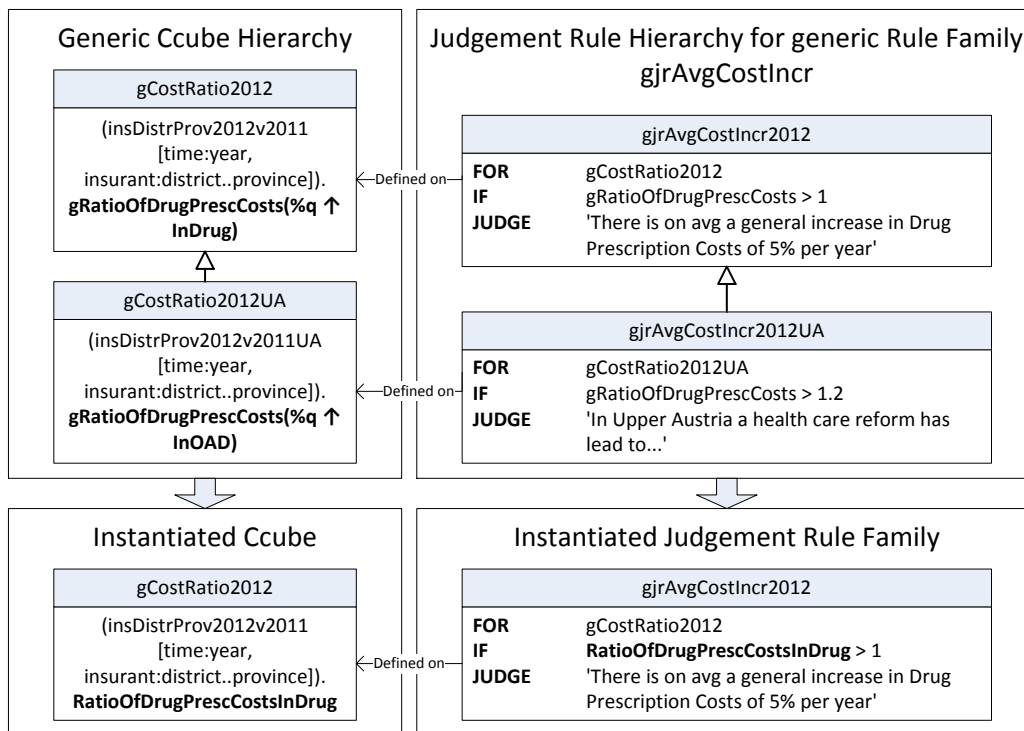 Generic Ccube Hierarchy
gCostRatio2012
(insDistrProv2012v2011
[time:year,
insurant:district..province]).
gRatioOfDrugPrescCosts(%q ↑
InDrug)
gCostRatio2012UA
(insDistrProv2012v2011UA
[time:year,
insurant:district..province]).
gRatioOfDrugPrescCosts(%q ↑
InOAD)
Judgement Rule Hierarchy for generic Rule Family
gjrAvgCostIncr
gjrAvgCostIncr2012
Defined on
FOR gCostRatio2012
IF gRatioOfDrugPrescCosts > 1
JUDGE 'There is on avg a general increase in Drug
Prescription Costs of 5% per year'
gjrAvgCostIncr2012UA
Defined on
FOR gCostRatio2012UA
IF gRatioOfDrugPrescCosts > 1.2
JUDGE 'In Upper Austria a health care reform has
lead to...'
Instantiated Ccube
gCostRatio2012
(insDistrProv2012v2011
[time:year,
insurant:district..province]).
RatioOfDrugPrescCostsInDrug
Instantiated Judgement Rule Family
gjrAvgCostIncr2012
Defined on
FOR gCostRatio2012
IF RatioOfDrugPrescCostsInDrug > 1
JUDGE 'There is on avg a general increase in Drug
Prescription Costs of 5% per year'